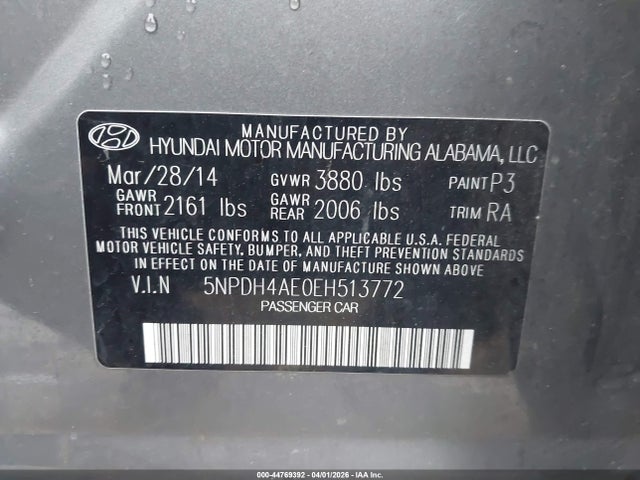 MANUFACTURED BY
HYUNDAI MOTOR MANUFACTURING ALABAMA, LLC
Mar/28/14 GVWR 3880 lbs PAINT P3
GAWR FRONT 2161 lbs GAWR REAR 2006 lbs TRIM RA
THIS VEHICLE CONFORMS TO ALL APPLICABLE U.S.A. FEDERAL
MOTOR VEHICLE SAFETY, BUMPER, AND THEFT PREVENTION STANDARDS
IN EFFECT ON THE DATE OF MANUFACTURE SHOWN ABOVE.
V.I.N 5NPDH4AE0EH513772
PASSENGER CAR
000-44769392 - 04/01/2026 - IAA Inc.